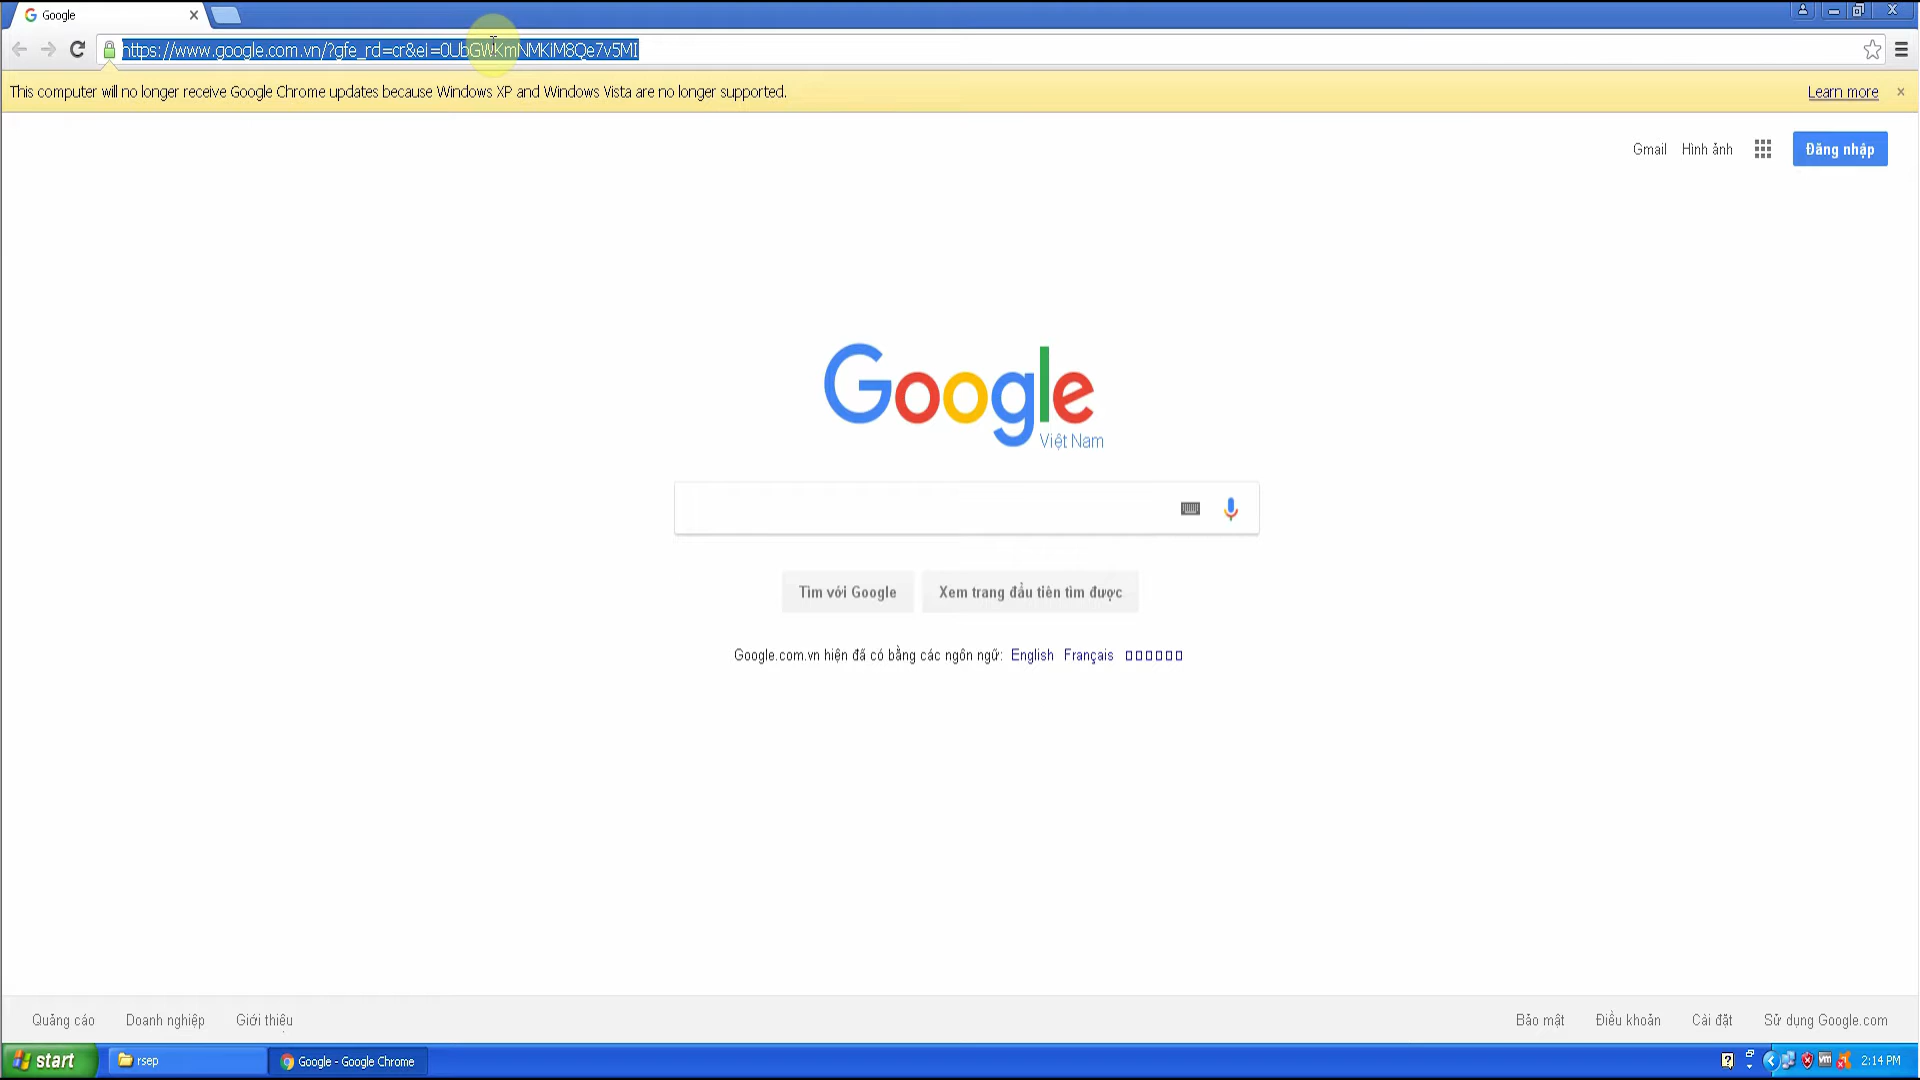 Google
https://www.google.com.vn/?gfe_rd=cr&ei=0UbGWKmNMKIM8Qe7v5MI
This computer will no longer receive Google Chrome updates because Windows XP and Windows Vista are no longer supported.
Learn more
Gmail Hình ảnh Đăng nhập
Google
Việt Nam
Tìm với Google Xem trang đầu tiên tìm được
Google.com.vn hiện đã có bằng các ngôn ngữ: English Français
Quảng cáo Doanh nghiệp Giới thiệu Bảo mật Điều khoản Cài đặt Sử dụng Google.com
start rsep Google - Google Chrome 2:14 PM